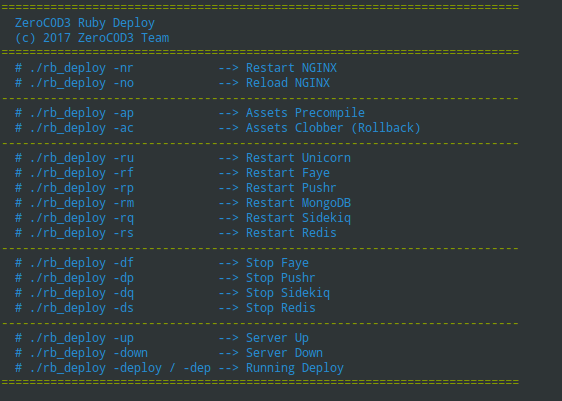 ==========================================================================
ZeroCOD3 Ruby Deploy
(c) 2017 ZeroCOD3 Team
==========================================================================
# ./rb_deploy -nr            --> Restart NGINX
# ./rb_deploy -no            --> Reload NGINX
--------------------------------------------------------------------------
# ./rb_deploy -ap            --> Assets Precompile
# ./rb_deploy -ac            --> Assets Clobber (Rollback)
--------------------------------------------------------------------------
# ./rb_deploy -ru            --> Restart Unicorn
# ./rb_deploy -rf            --> Restart Faye
# ./rb_deploy -rp            --> Restart Pushr
# ./rb_deploy -rm            --> Restart MongoDB
# ./rb_deploy -rq            --> Restart Sidekiq
# ./rb_deploy -rs            --> Restart Redis
--------------------------------------------------------------------------
# ./rb_deploy -df            --> Stop Faye
# ./rb_deploy -dp            --> Stop Pushr
# ./rb_deploy -dq            --> Stop Sidekiq
# ./rb_deploy -ds            --> Stop Redis
--------------------------------------------------------------------------
# ./rb_deploy -up            --> Server Up
# ./rb_deploy -down          --> Server Down
# ./rb_deploy -deploy / -dep --> Running Deploy
==========================================================================